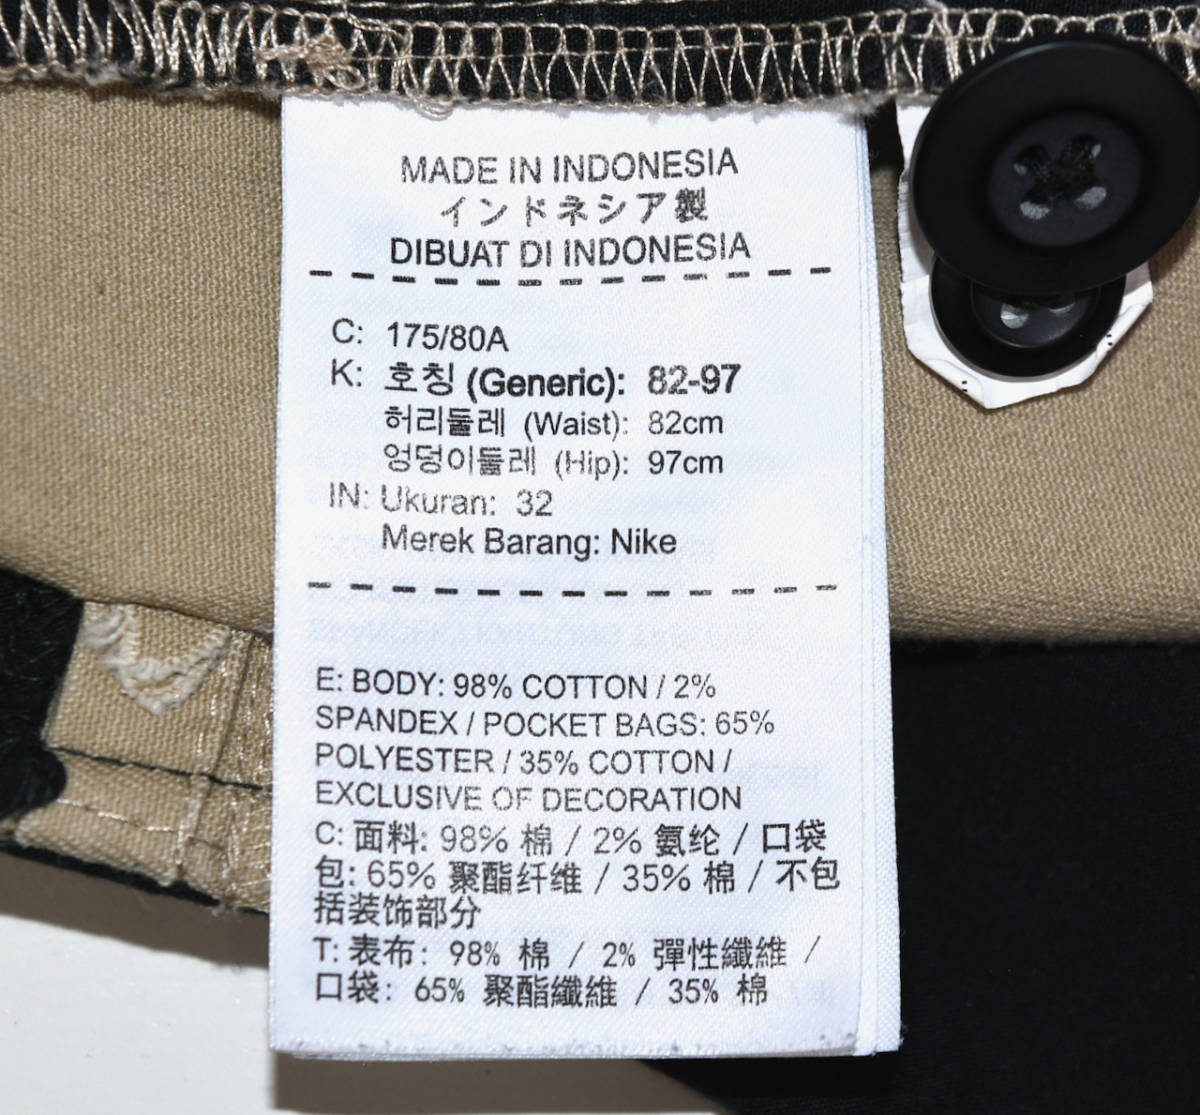 MADE IN INDONESIA
インドネシア製
DIBUAT DI INDONESIA
C: 175/80A
K: 호칭 (Generic): 82-97
허리둘레 (Waist): 82cm
엉덩이둘레 (Hip): 97cm
IN: Ukuran: 32
Merek Barang: Nike
E: BODY: 98% COTTON / 2%
SPANDEX / POCKET BAGS: 65%
POLYESTER / 35% COTTON /
EXCLUSIVE OF DECORATION
C: 面料: 98% 棉 / 2% 氨纶 / 口袋
包: 65% 聚酯纤维 / 35% 棉 / 不包
括装饰部分
T: 表布: 98% 棉 / 2% 彈性纖維 /
口袋: 65% 聚酯纖維 / 35% 棉